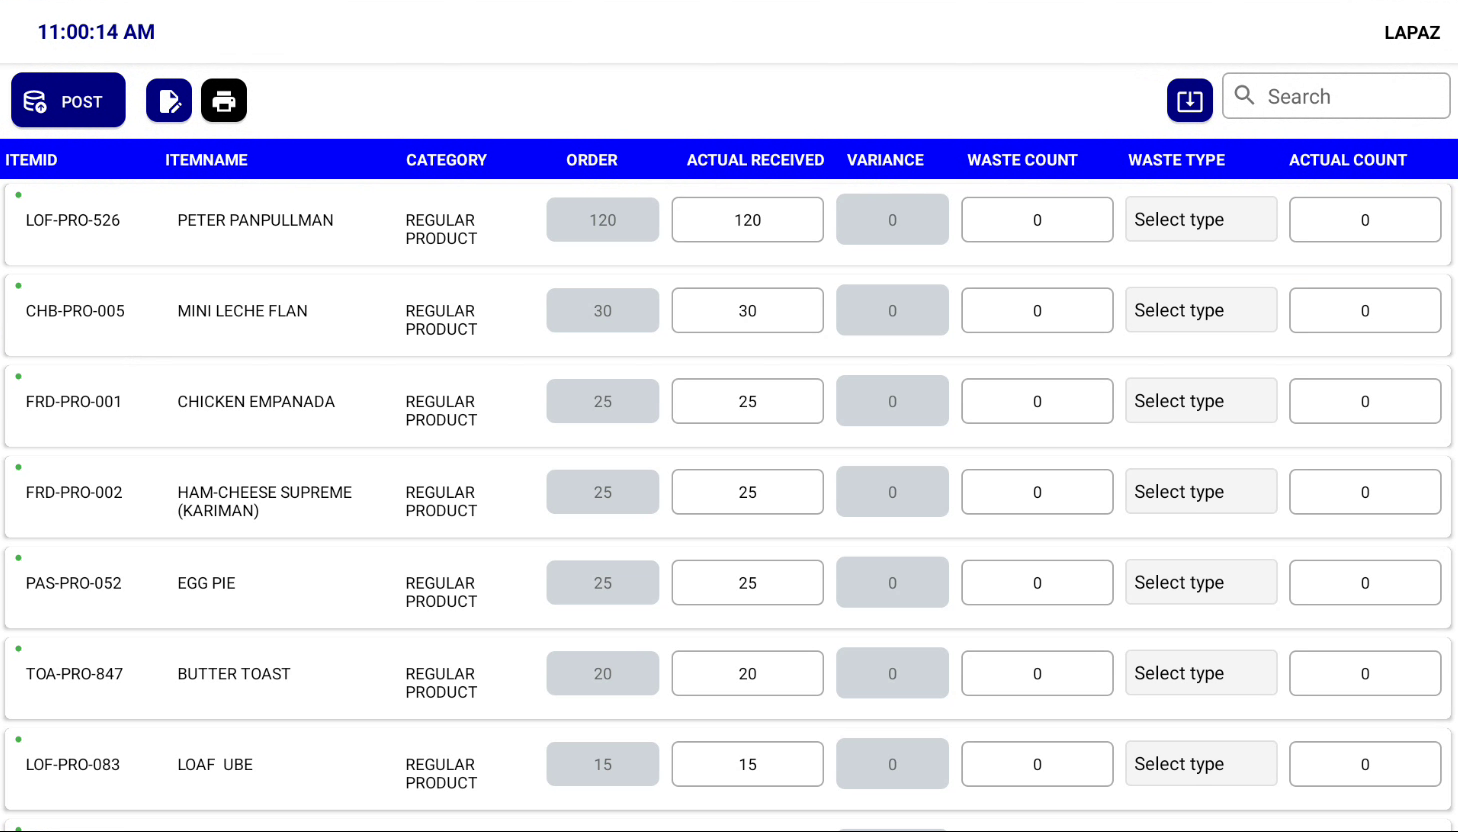 11:00:14 AM
LAPAZ
POST
Search
ITEMID ITEMNAME CATEGORY ORDER ACTUAL RECEIVED VARIANCE WASTE COUNT WASTE TYPE ACTUAL COUNT
LOF-PRO-526 PETER PANPULLMAN REGULAR 120 120 0 0 Select type 0
PRODUCT
CHB-PRO-005 MINI LECHE FLAN REGULAR 30 30 0 0 Select type 0
PRODUCT
FRD-PRO-001 CHICKEN EMPANADA REGULAR 25 25 0 0 Select type 0
PRODUCT
FRD-PRO-002 HAM-CHEESE SUPREME REGULAR 25 25 0 0 Select type 0
(KARIMAN) PRODUCT
PAS-PRO-052 EGG PIE REGULAR 25 25 0 0 Select type 0
PRODUCT
TOA-PRO-847 BUTTER TOAST REGULAR 20 20 0 0 Select type 0
PRODUCT
LOF-PRO-083 LOAF  UBE REGULAR 15 15 0 0 Select type 0
PRODUCT